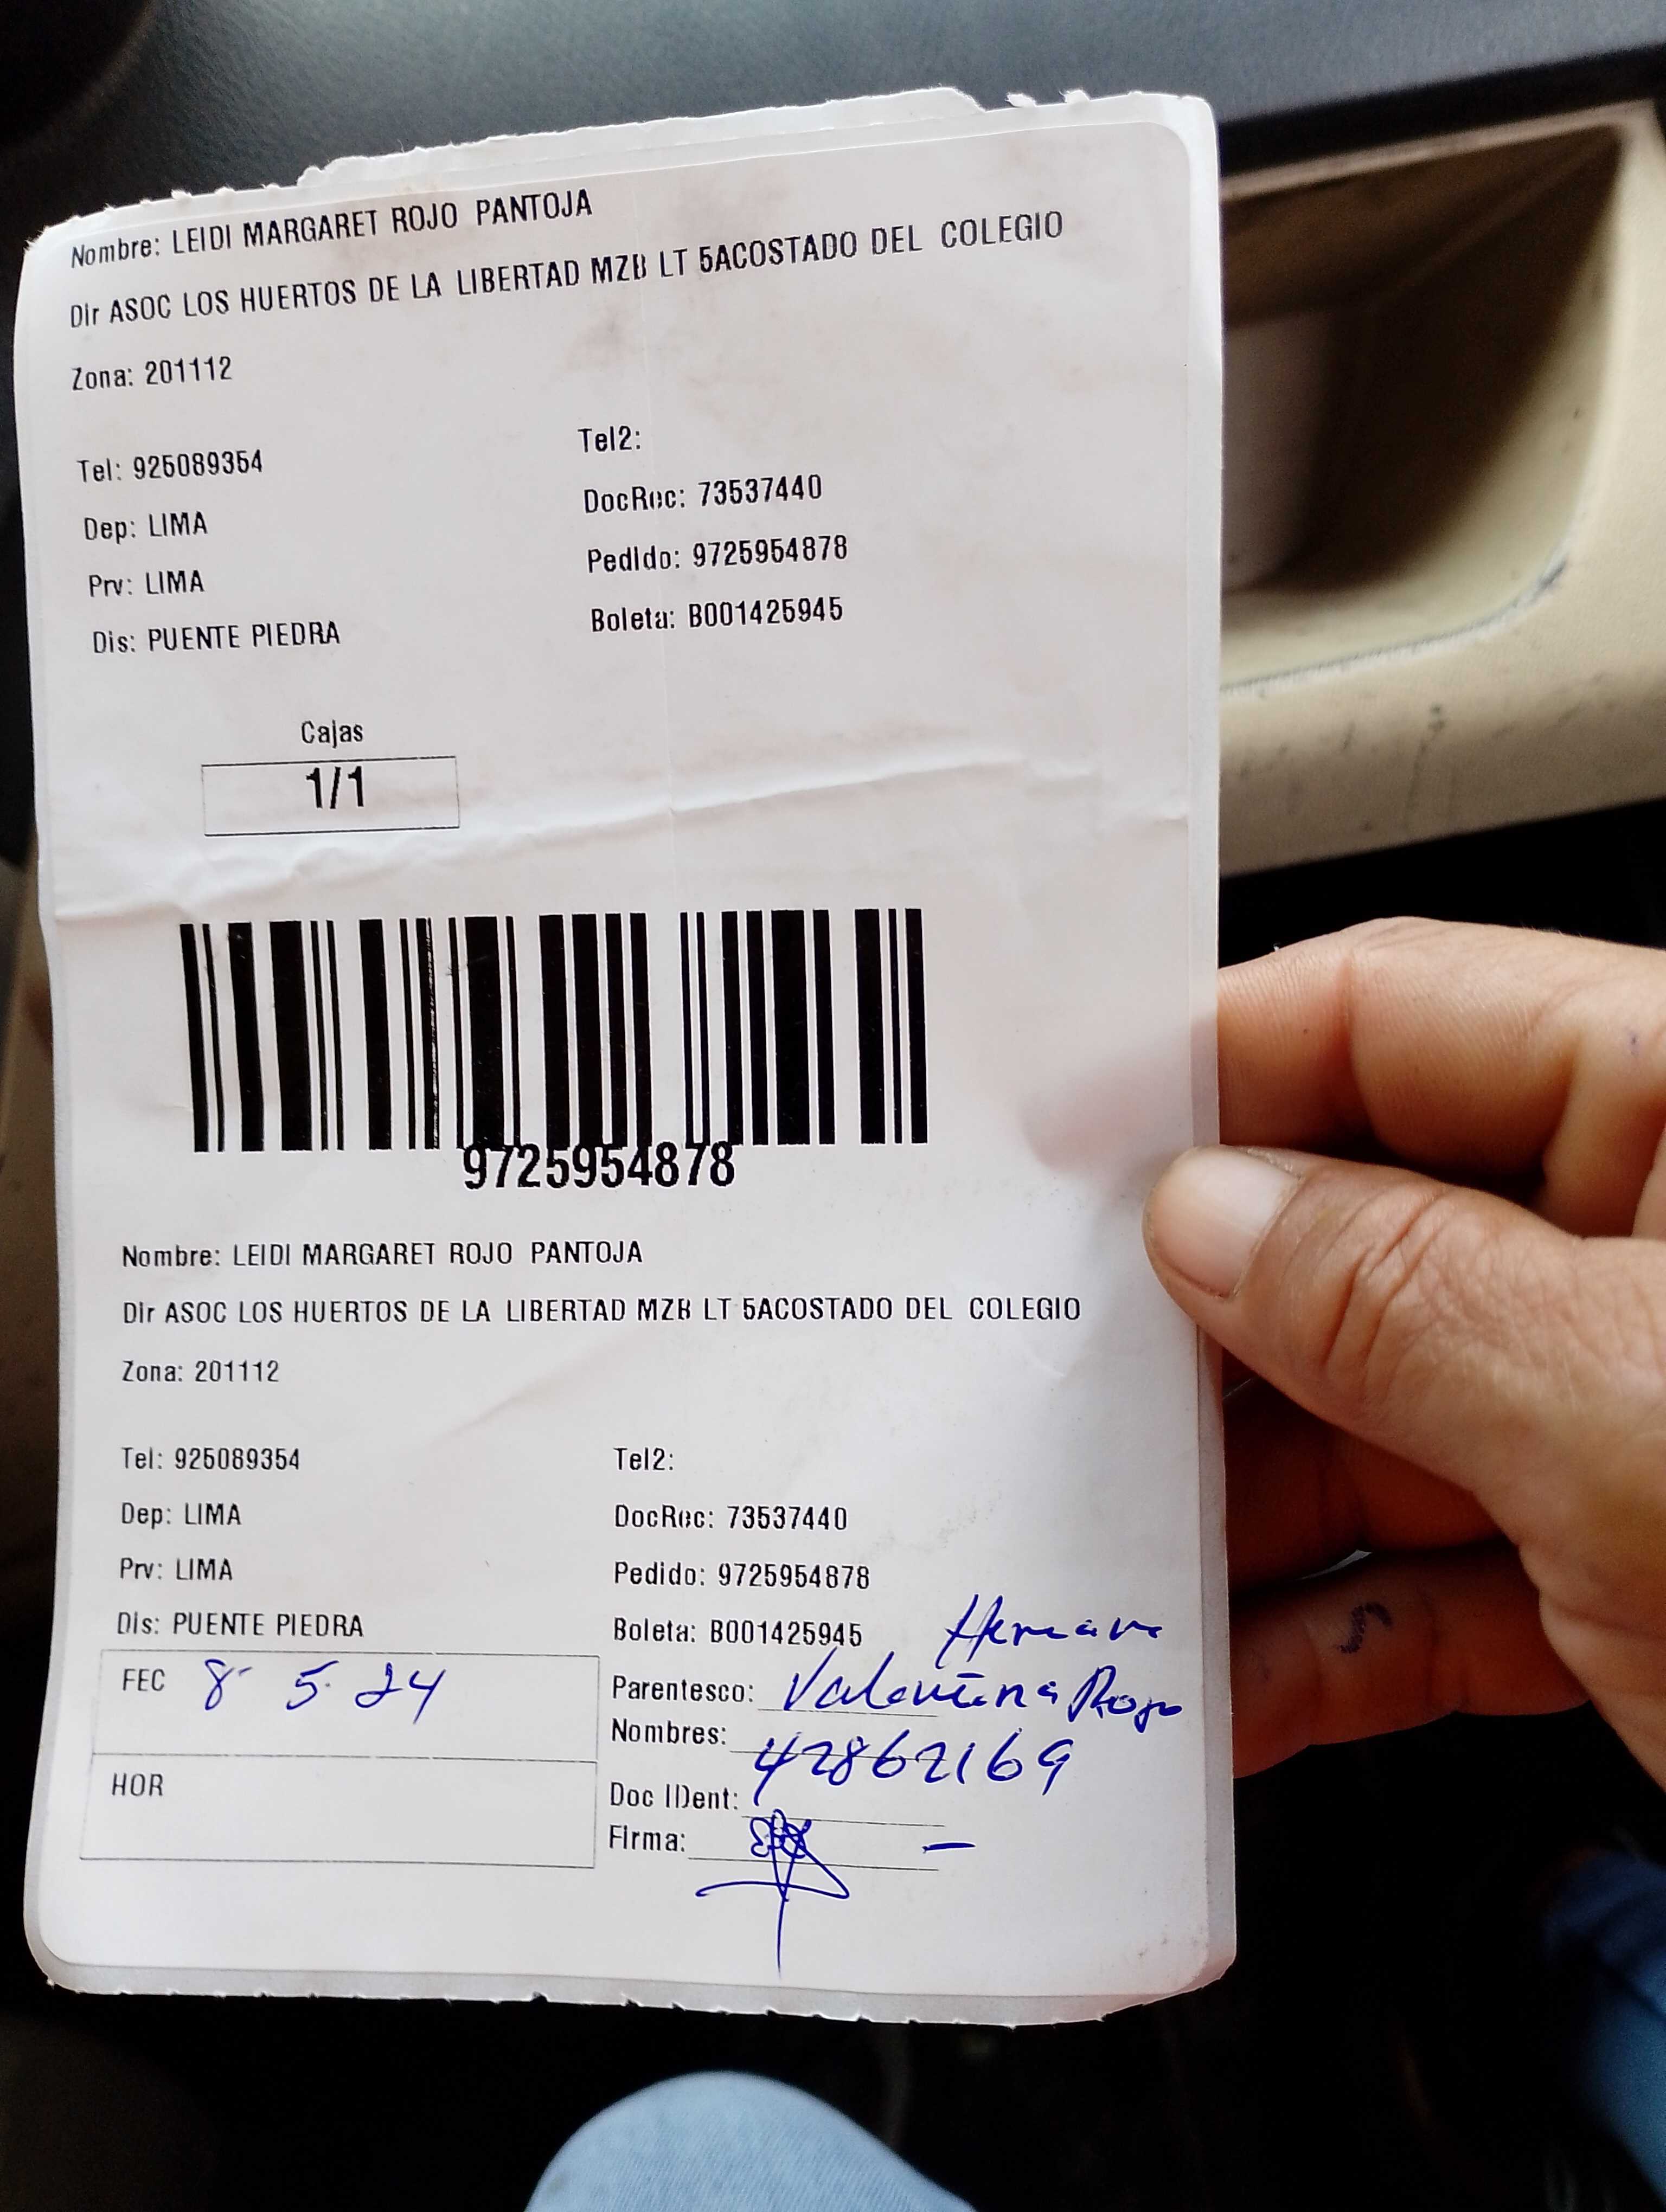 Nombre: LEIDI MARGARET ROJO PANTOJA
Dir ASOC LOS HUERTOS DE LA LIBERTAD MZB LT 5ACOSTADO DEL COLEGIO
Zona: 201112
Tel2:
Tel: 925089354
DocRec: 73537440
Dep: LIMA
Pedido: 9725954878
Prv: LIMA
Boleta: B001425945
Dis: PUENTE PIEDRA
Cajas
1/1
9725954878
Nombre: LEIDI MARGARET ROJO PANTOJA
Dir ASOC LOS HUERTOS DE LA LIBERTAD MZB LT 5ACOSTADO DEL COLEGIO
Zona: 201112
Tel: 925089354 Tel2:
Dep: LIMA DocRec: 73537440
Prv: LIMA Pedido: 9725954878
Dis: PUENTE PIEDRA Boleta: B001425945 Hermana
FEC 8 5 24 Parentesco: Valentina Rojo
Nombres:
HOR Doc IDent: 42862169
Firma: